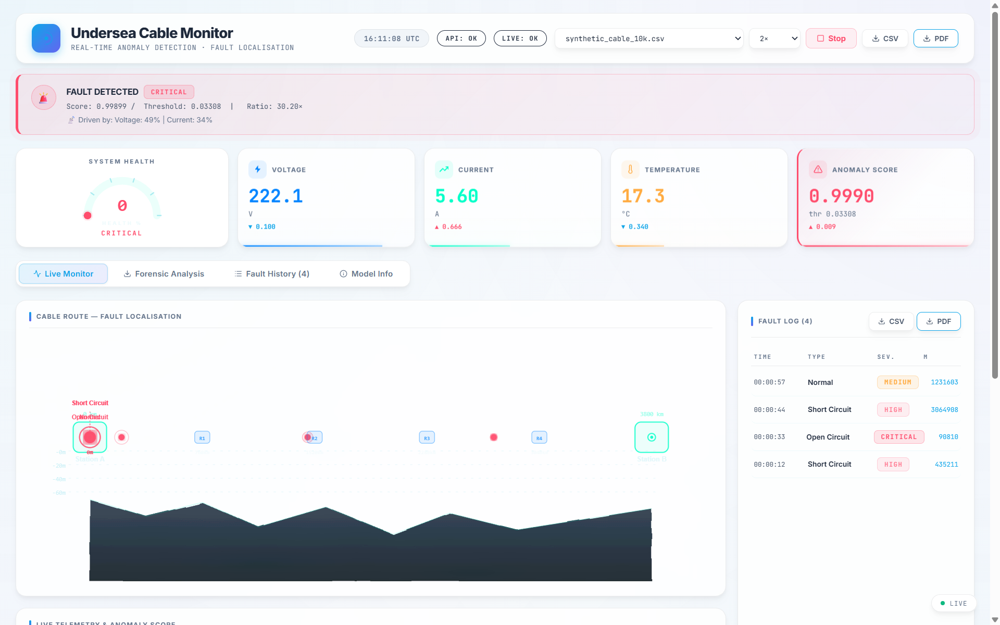 Undersea Cable Monitor
REAL-TIME ANOMALY DETECTION · FAULT LOCALISATION
16:11:08 UTC
API: OK
LIVE: OK
synthetic_cable_10k.csv
2×
Stop
CSV
PDF
FAULT DETECTED CRITICAL
Score: 0.99899 / Threshold: 0.03308 | Ratio: 30.20×
Driven by: Voltage: 49% | Current: 34%
SYSTEM HEALTH
0
HEALTH %
CRITICAL
VOLTAGE
222.1
V
▼ 0.100
CURRENT
5.60
A
▲ 0.666
TEMPERATURE
17.3
°C
▼ 0.340
ANOMALY SCORE
0.9990
thr 0.03308
▲ 0.009
Live Monitor
Forensic Analysis
Fault History (4)
Model Info
CABLE ROUTE — FAULT LOCALISATION
Short Circuit
Open Circuit
Normal
0 km
3800 km
R1
R2
R3
R4
0m
Station A
Station B
-0m
-20m
-40m
-60m
FAULT LOG (4)
CSV
PDF
TIME TYPE SEV. M
00:00:57 Normal MEDIUM 1231603
00:00:44 Short Circuit HIGH 3064908
00:00:33 Open Circuit CRITICAL 90810
00:00:12 Short Circuit HIGH 435211
LIVE TELEMETRY & ANOMALY SCORE
LIVE